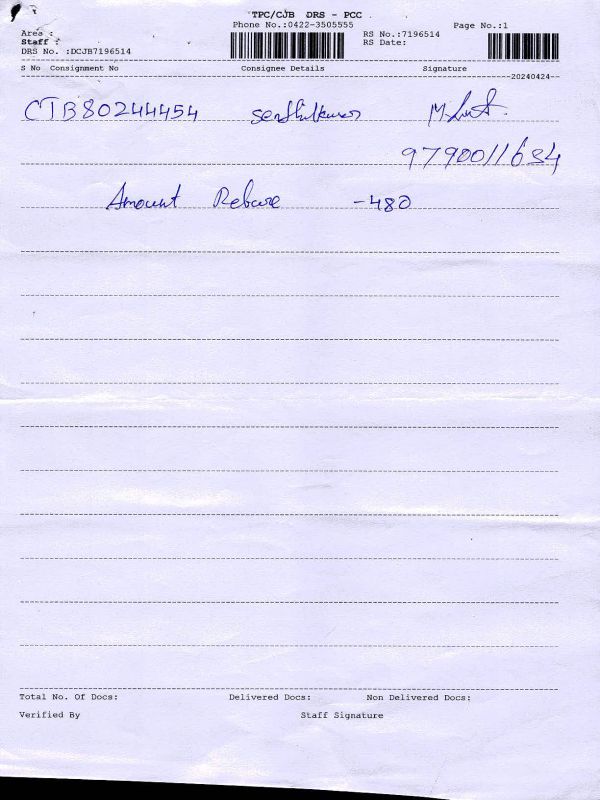 TPC/CJB DRS - PCC
Phone No.:0422-3505555
Page No.:1
Area :
RS No.:7196514
Staff :
RS Date:
DRS No. :DCJB7196514
S No Consignment No Consignee Details Signature
20240424
CJB80244454 senthilkumar
9790011634
Amount Rebare -480
Total No. Of Docs: Delivered Docs: Non Delivered Docs:
Verified By Staff Signature